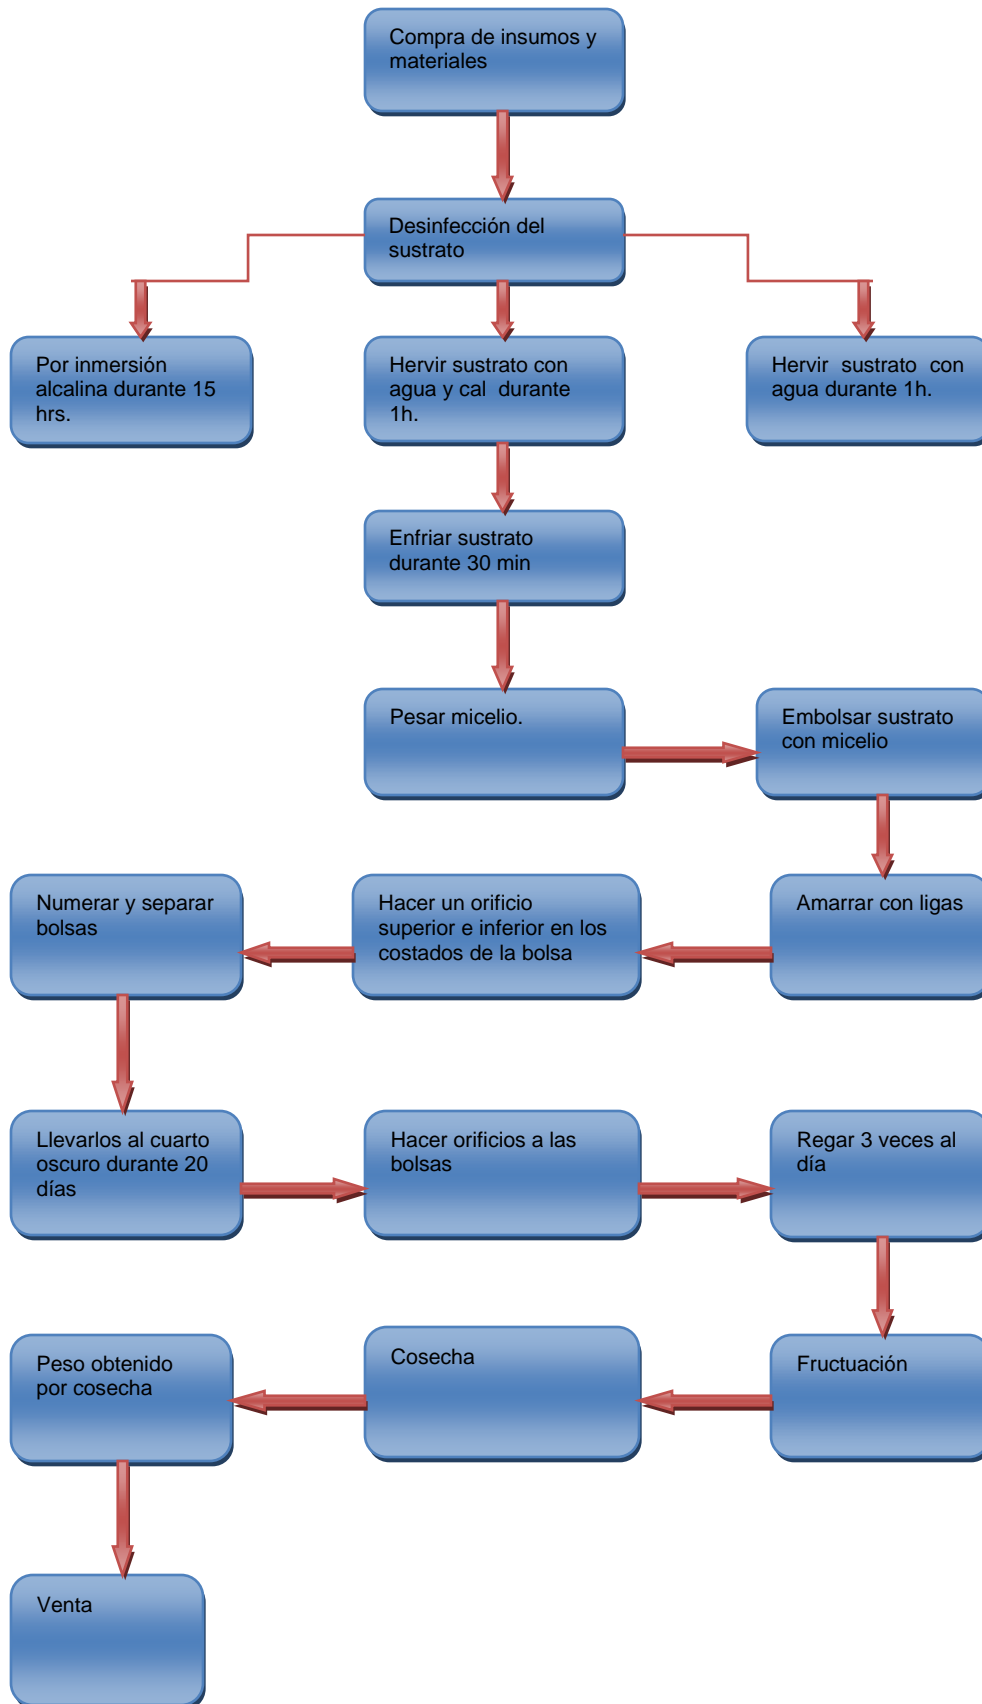 Compra de insumos y
materiales
Desinfección del
sustrato
Por inmersión
alcalina durante 15
hrs.
Hervir sustrato con
agua y cal durante
1h.
Hervir sustrato con
agua durante 1h.
Enfriar sustrato
durante 30 min
Pesar micelio.
Embolsar sustrato
con micelio
Amarrar con ligas
Hacer un orificio
superior e inferior en los
costados de la bolsa
Numerar y separar
bolsas
Llevarlos al cuarto
oscuro durante 20
días
Hacer orificios a las
bolsas
Regar 3 veces al
día
Fructuación
Cosecha
Peso obtenido
por cosecha
Venta